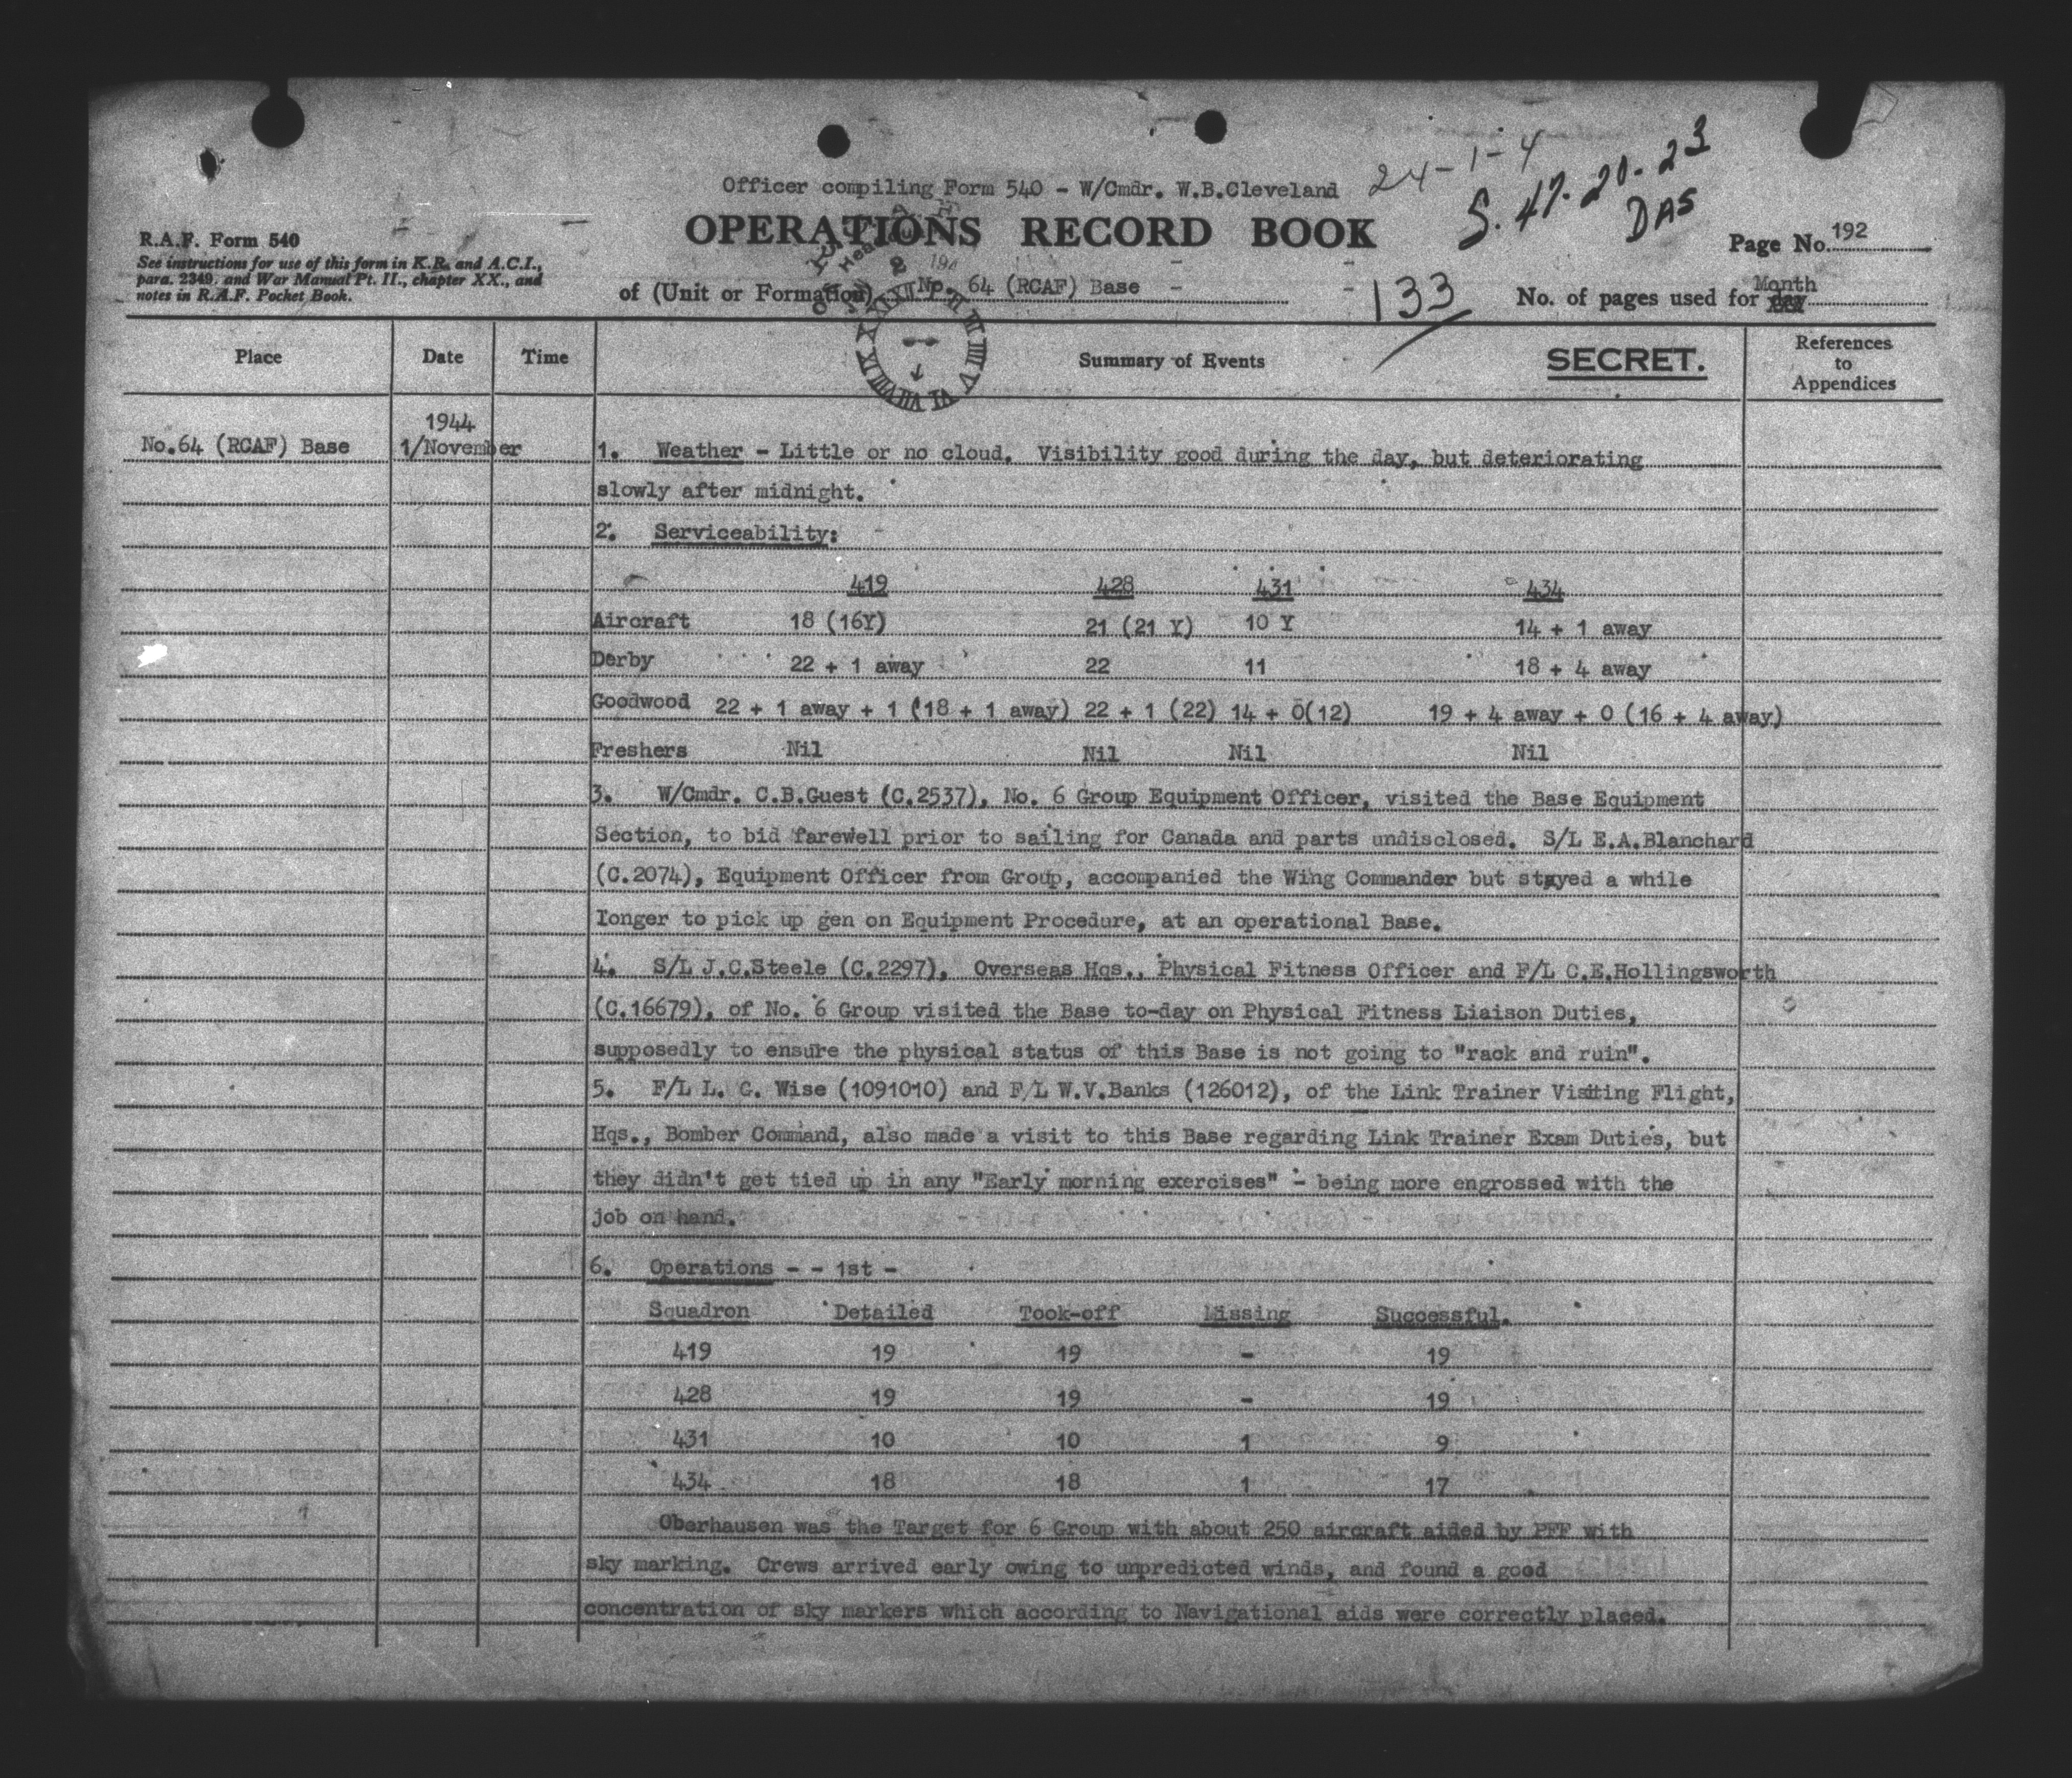 Officer compiling Form 540 - W/Cmdr. W.B.Cleveland
24-1-4
S. 47-20-23
DAS
OPERATIONS RECORD BOOK
R.A.F. Form 540
See instructions for use of this form in K.R. and A.C.I.,
para. 2349, and War Manual Pt. II., chapter XX., and
notes in R.A.F. Pocket Book.
Page No. 192
of (Unit or Formation) No. 64 (RCAF) Base
133
No. of pages used for day Month
Place Date Time Summary of Events SECRET. References to Appendices
1944
No.64 (RCAF) Base 1/November 1. Weather - Little or no cloud. Visibility good during the day, but deteriorating
slowly after midnight.
2. Serviceability:
419 428 431 434
Aircraft 18 (16Y) 21 (21 Y) 10 Y 14 + 1 away
Derby 22 + 1 away 22 11 18 + 4 away
Goodwood 22 + 1 away + 1 (18 + 1 away) 22 + 1 (22) 14 + 0(12) 19 + 4 away + 0 (16 + 4 away)
Freshers Nil Nil Nil Nil
3. W/Cmdr. C.B.Guest (C.2537), No. 6 Group Equipment Officer, visited the Base Equipment
Section, to bid farewell prior to sailing for Canada and parts undisclosed. S/L E.A.Blanchard
(C.2074), Equipment Officer from Group, accompanied the Wing Commander but stayed a while
longer to pick up gen on Equipment Procedure, at an operational Base.
4. S/L J.C.Steele (C.2297), Overseas Hqs., Physical Fitness Officer and F/L C.E.Hollingsworth
(C.16679), of No. 6 Group visited the Base to-day on Physical Fitness Liaison Duties,
supposedly to ensure the physical status of this Base is not going to "rack and ruin".
5. F/L L. G. Wise (1091010) and F/L W.V.Banks (126012), of the Link Trainer Visiting Flight,
Hqs., Bomber Command, also made a visit to this Base regarding Link Trainer Exam Duties, but
they didn't get tied up in any "Early morning exercises" - being more engrossed with the
job on hand.
6. Operations - - 1st -
Squadron Detailed Took-off Missing Successful.
419 19 19 - 19
428 19 19 - 19
431 10 10 1 9
434 18 18 1 17
Oberhausen was the Target for 6 Group with about 250 aircraft aided by PFF with
sky marking. Crews arrived early owing to unpredicted winds, and found a good
concentration of sky markers which according to Navigational aids were correctly placed.